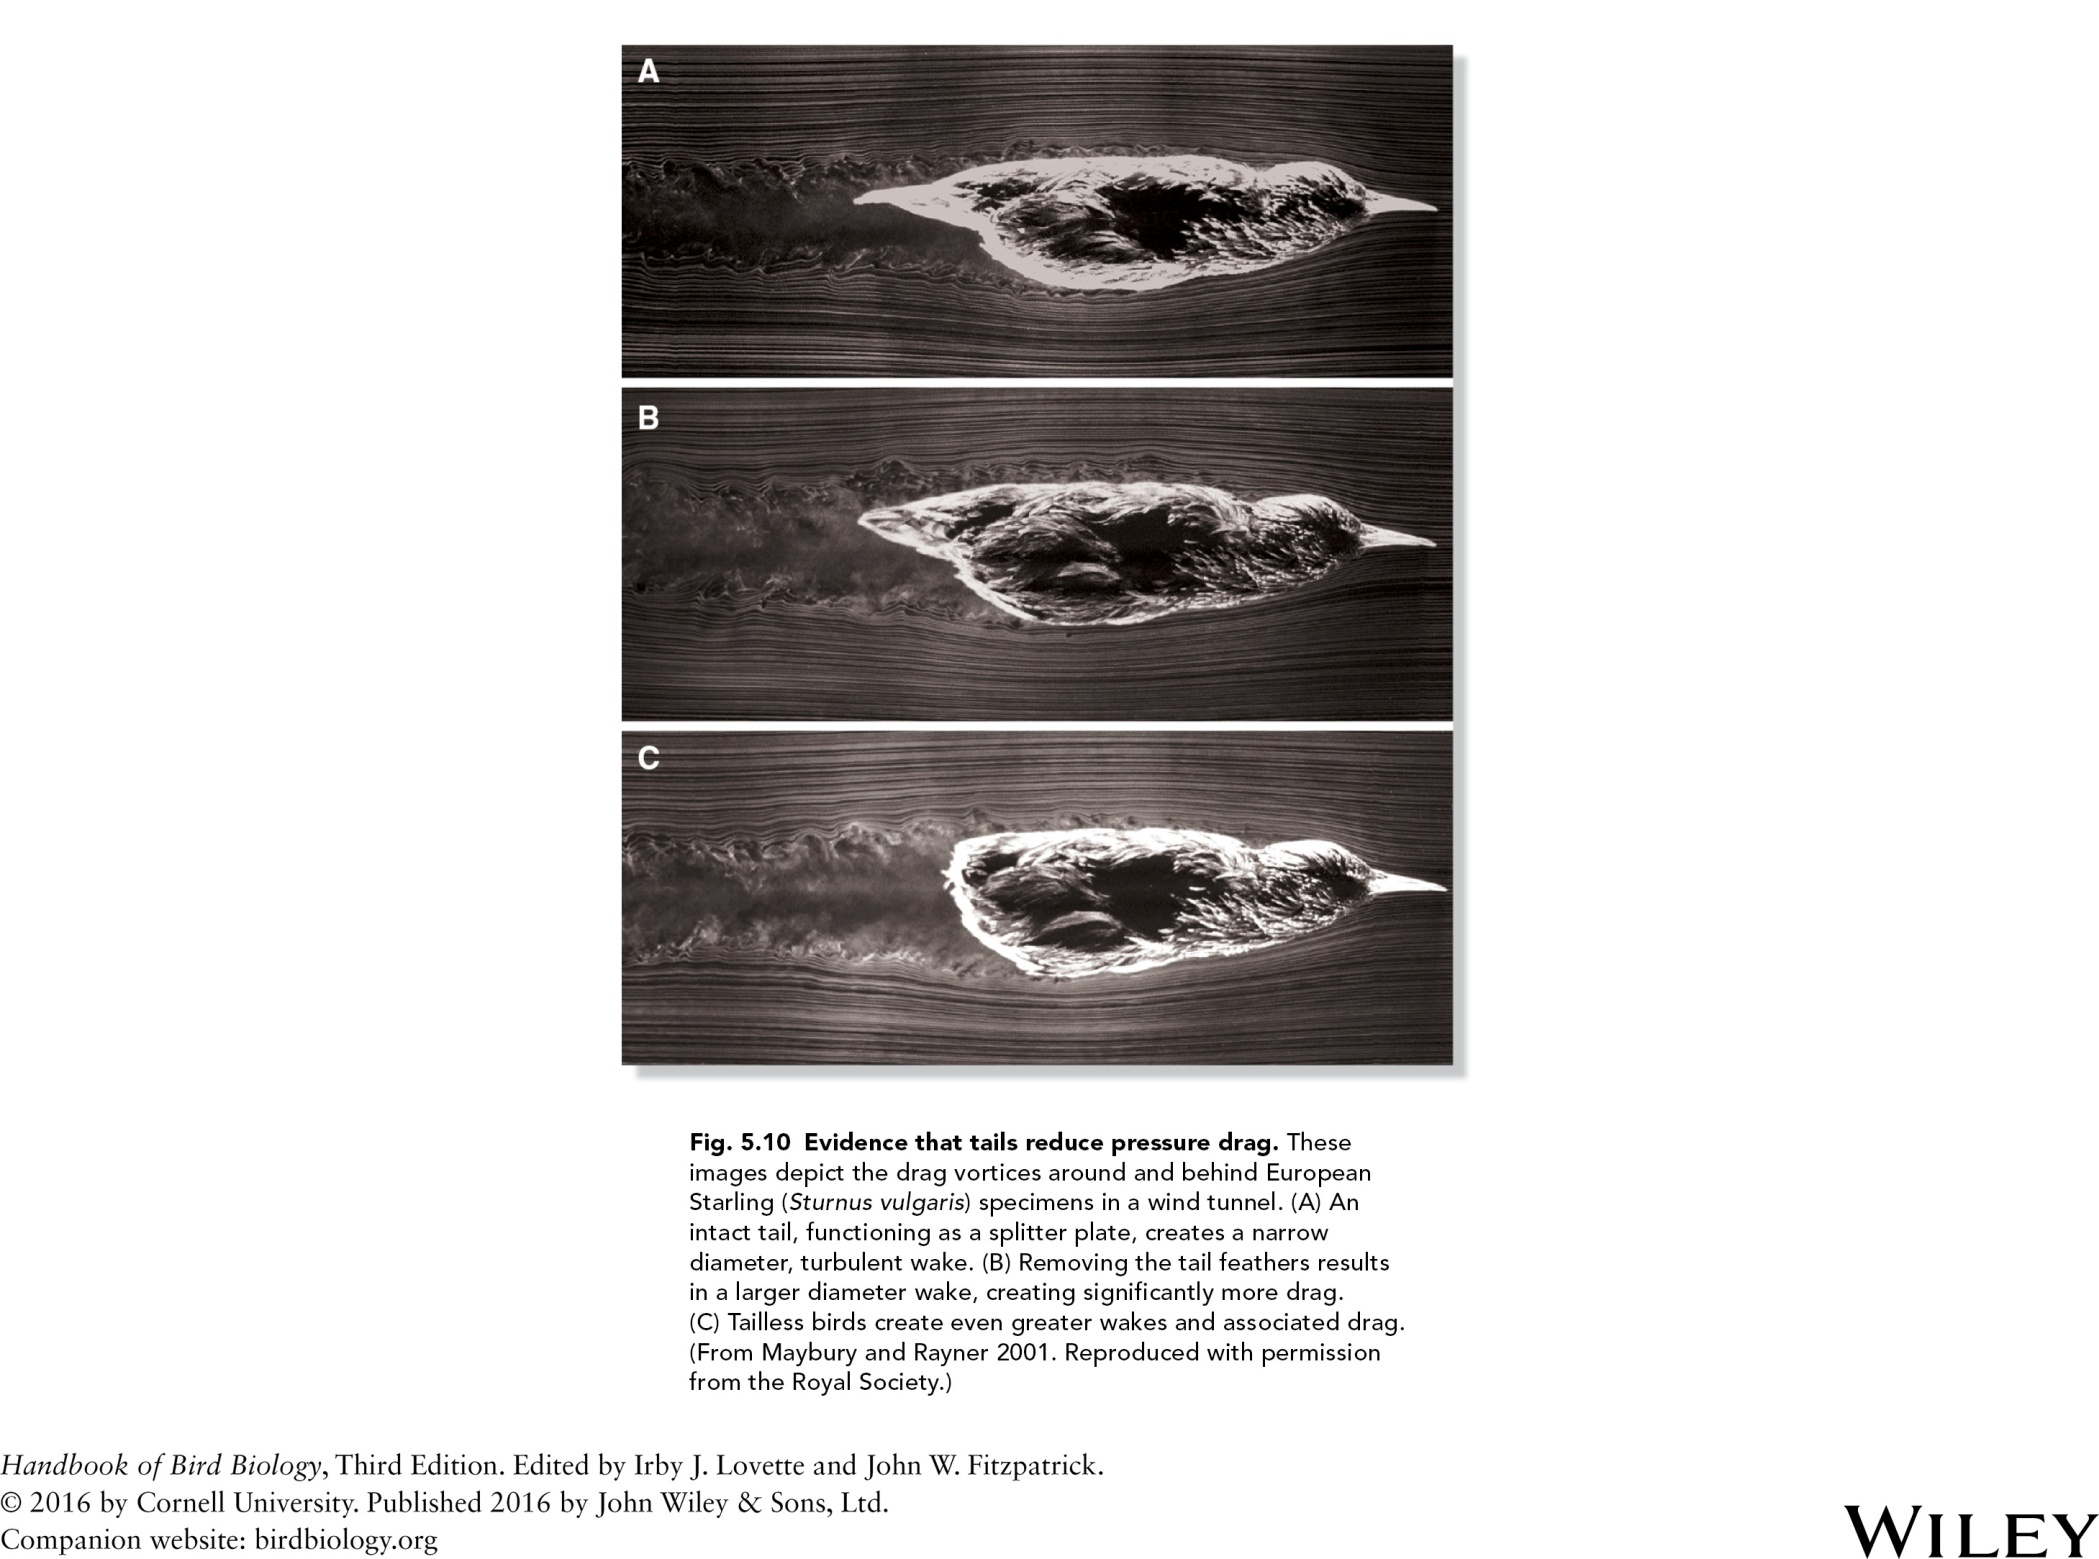 A
B
C
Fig. 5.10 Evidence that tails reduce pressure drag. These
images depict the drag vortices around and behind European
Starling (Sturnus vulgaris) specimens in a wind tunnel. (A) An
intact tail, functioning as a splitter plate, creates a narrow
diameter, turbulent wake. (B) Removing the tail feathers results
in a larger diameter wake, creating significantly more drag.
(C) Tailless birds create even greater wakes and associated drag.
(From Maybury and Rayner 2001. Reproduced with permission
from the Royal Society.)
Handbook of Bird Biology, Third Edition. Edited by Irby J. Lovette and John W. Fitzpatrick.
© 2016 by Cornell University. Published 2016 by John Wiley & Sons, Ltd.
Companion website: birdbiology.org
WILEY